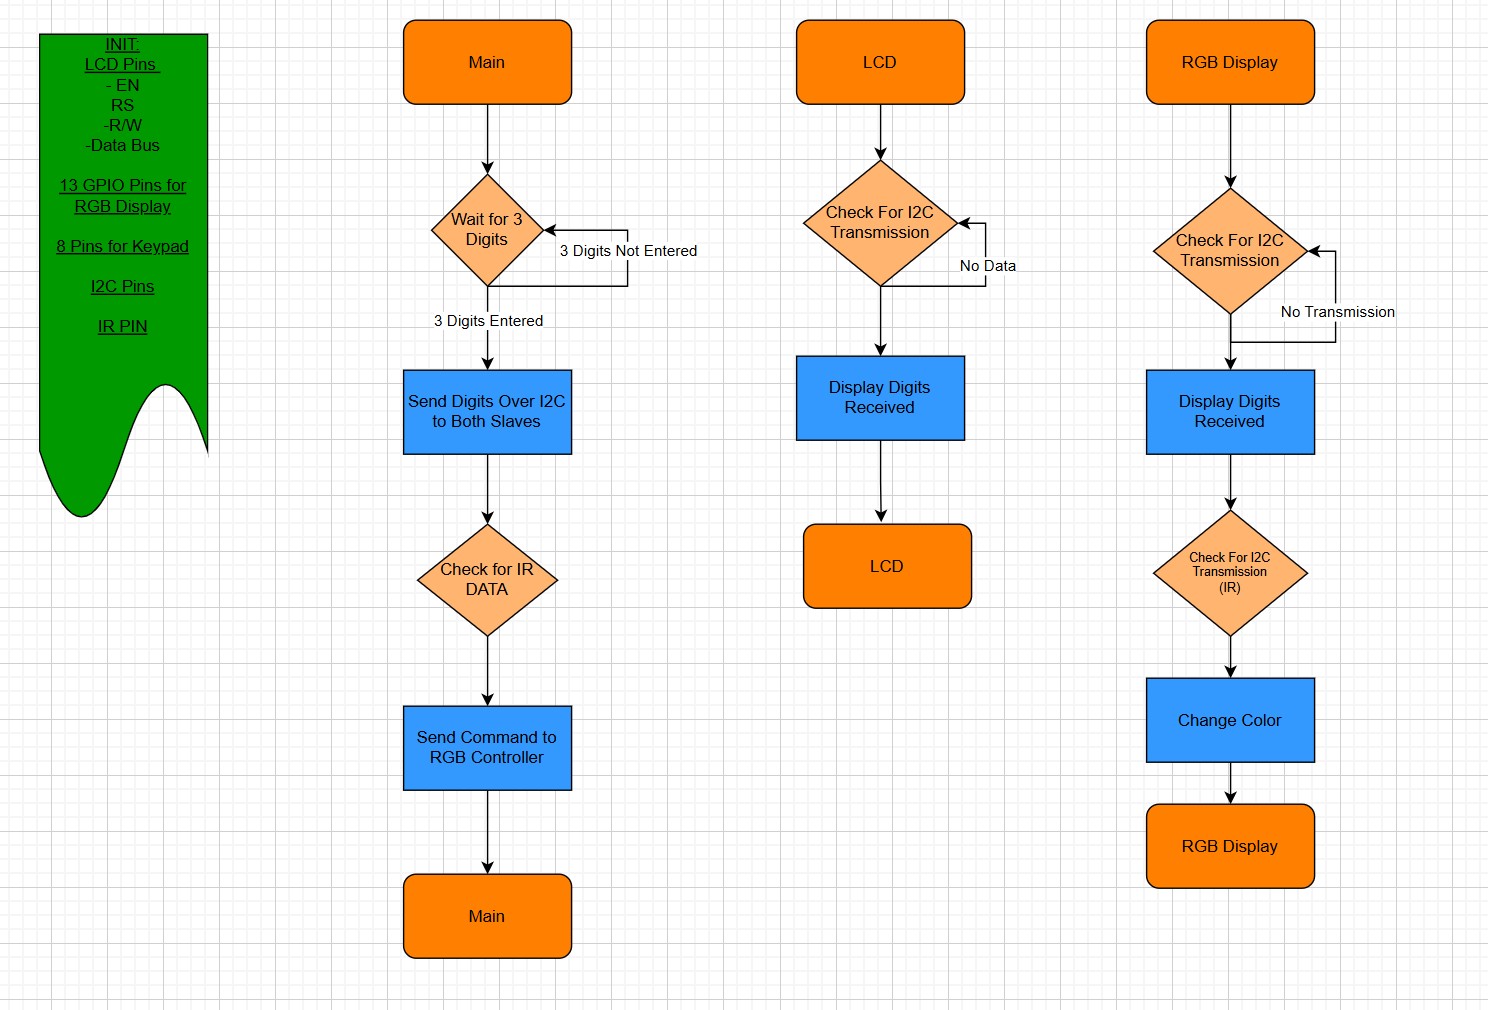 INIT:
LCD Pins
- EN
RS
-R/W
-Data Bus
13 GPIO Pins for
RGB Display
8 Pins for Keypad
I2C Pins
IR PIN
Main
Wait for 3
Digits
3 Digits Not Entered
3 Digits Entered
Send Digits Over I2C
to Both Slaves
Check for IR
DATA
Send Command to
RGB Controller
Main
LCD
Check For I2C
Transmission
No Data
Display Digits
Received
LCD
RGB Display
Check For I2C
Transmission
No Transmission
Display Digits
Received
Check For I2C
Transmission
(IR)
Change Color
RGB Display